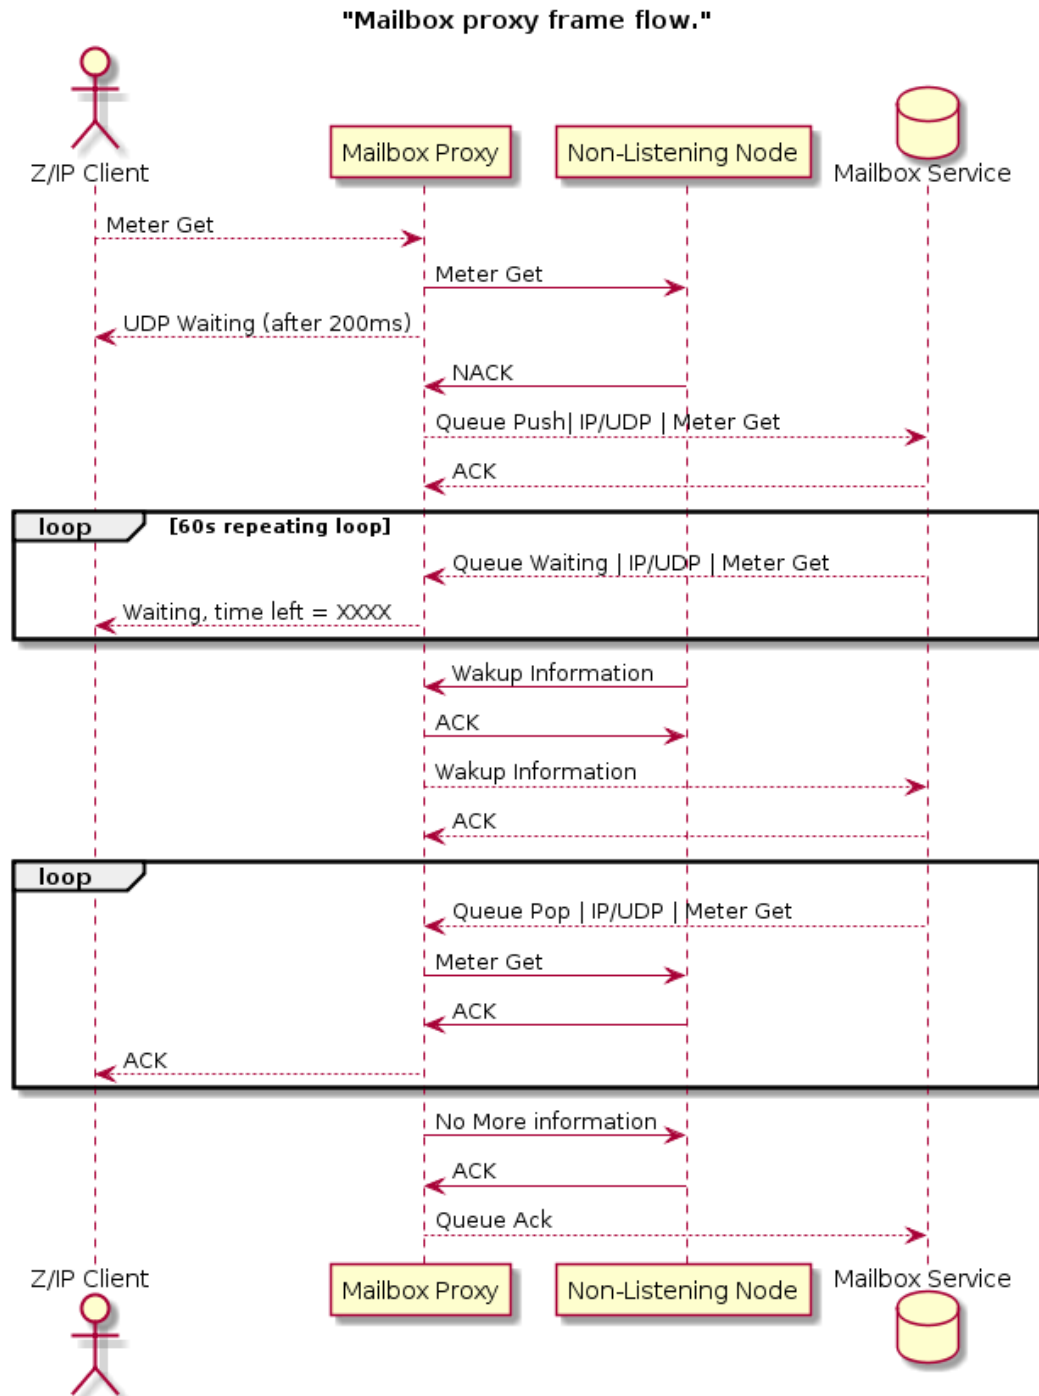 "Mailbox proxy frame flow."
Z/IP Client
Mailbox Proxy
Non-Listening Node
Mailbox Service
Meter Get
Meter Get
UDP Waiting (after 200ms)
NACK
Queue Push| IP/UDP | Meter Get
ACK
loop [60s repeating loop]
Queue Waiting | IP/UDP | Meter Get
Waiting, time left = XXXX
Wakup Information
ACK
Wakup Information
ACK
loop
Queue Pop | IP/UDP | Meter Get
Meter Get
ACK
ACK
No More information
ACK
Queue Ack
Z/IP Client
Mailbox Proxy
Non-Listening Node
Mailbox Service